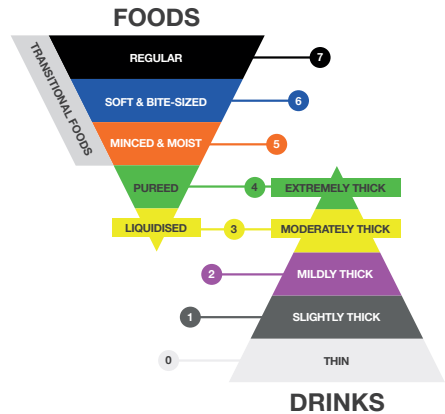 FOODS
TRANSITIONAL FOODS
REGULAR
7
SOFT & BITE-SIZED
6
MINCED & MOIST
5
PUREED
4
EXTREMELY THICK
LIQUIDISED
3
MODERATELY THICK
2
MILDLY THICK
1
SLIGHTLY THICK
0
THIN
DRINKS